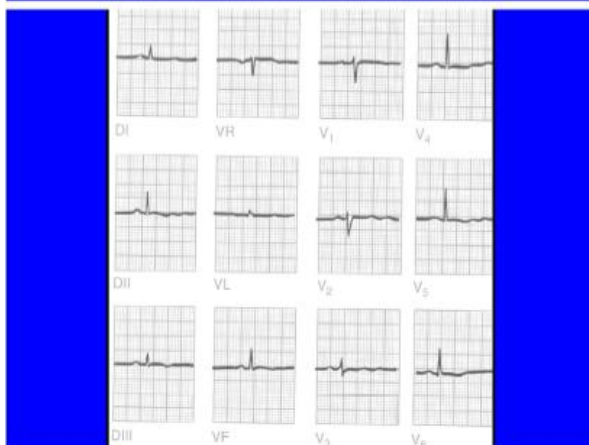 DI VR V₁ V₄
DII VL V₂ V₅
DIII VF V₃ V₆